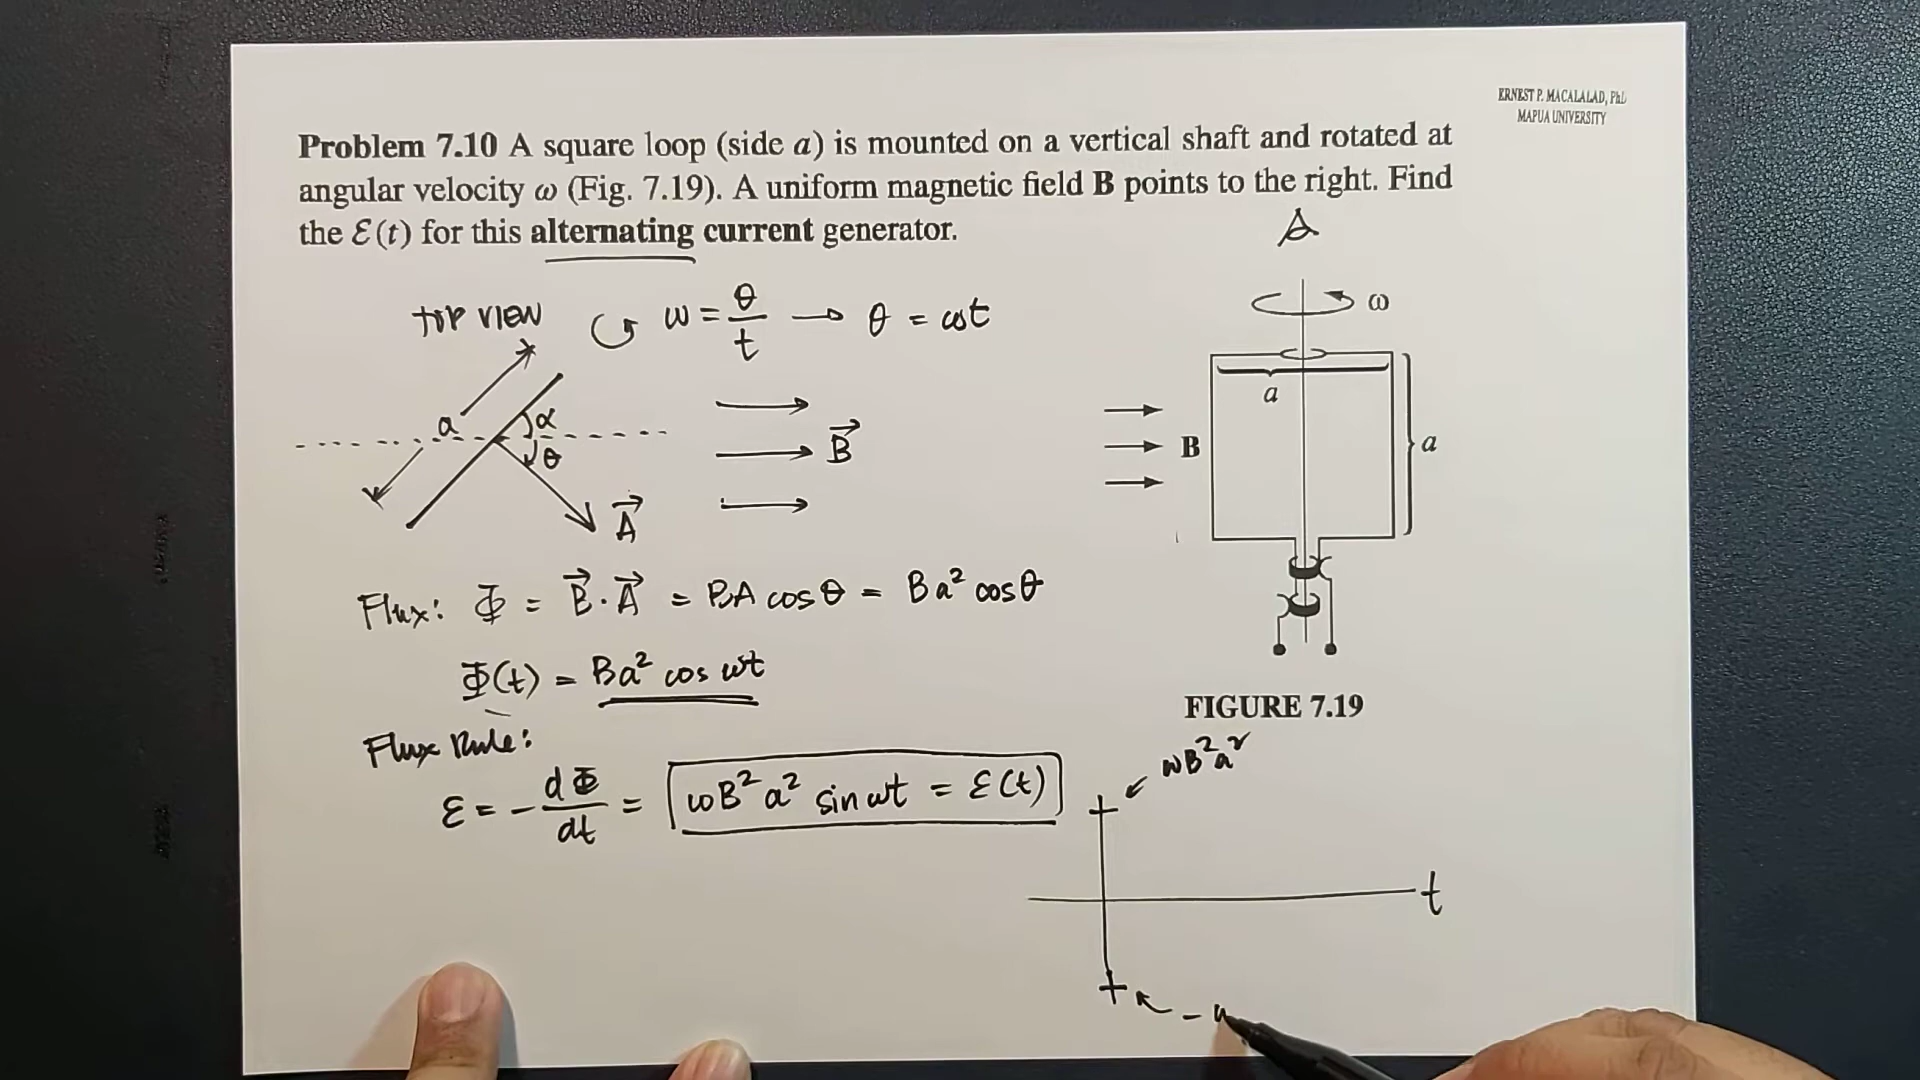 ERNEST P. MACALALAD, PhD
MAPUA UNIVERSITY
Problem 7.10 A square loop (side a) is mounted on a vertical shaft and rotated at
angular velocity ω (Fig. 7.19). A uniform magnetic field B points to the right. Find
the ℰ(t) for this alternating current generator.
TOP VIEW
ω = θ/t → θ = ωt
a
α
θ
A⃗
B⃗
ω
a
B
a
Flux: Φ = B⃗ · A⃗ = BA cos θ = Ba² cos θ
Φ(t) = Ba² cos ωt
FIGURE 7.19
Flux Rule:
ℰ = - dΦ/dt = ωB²a² sin ωt = ℰ(t)
ωB²a²
t